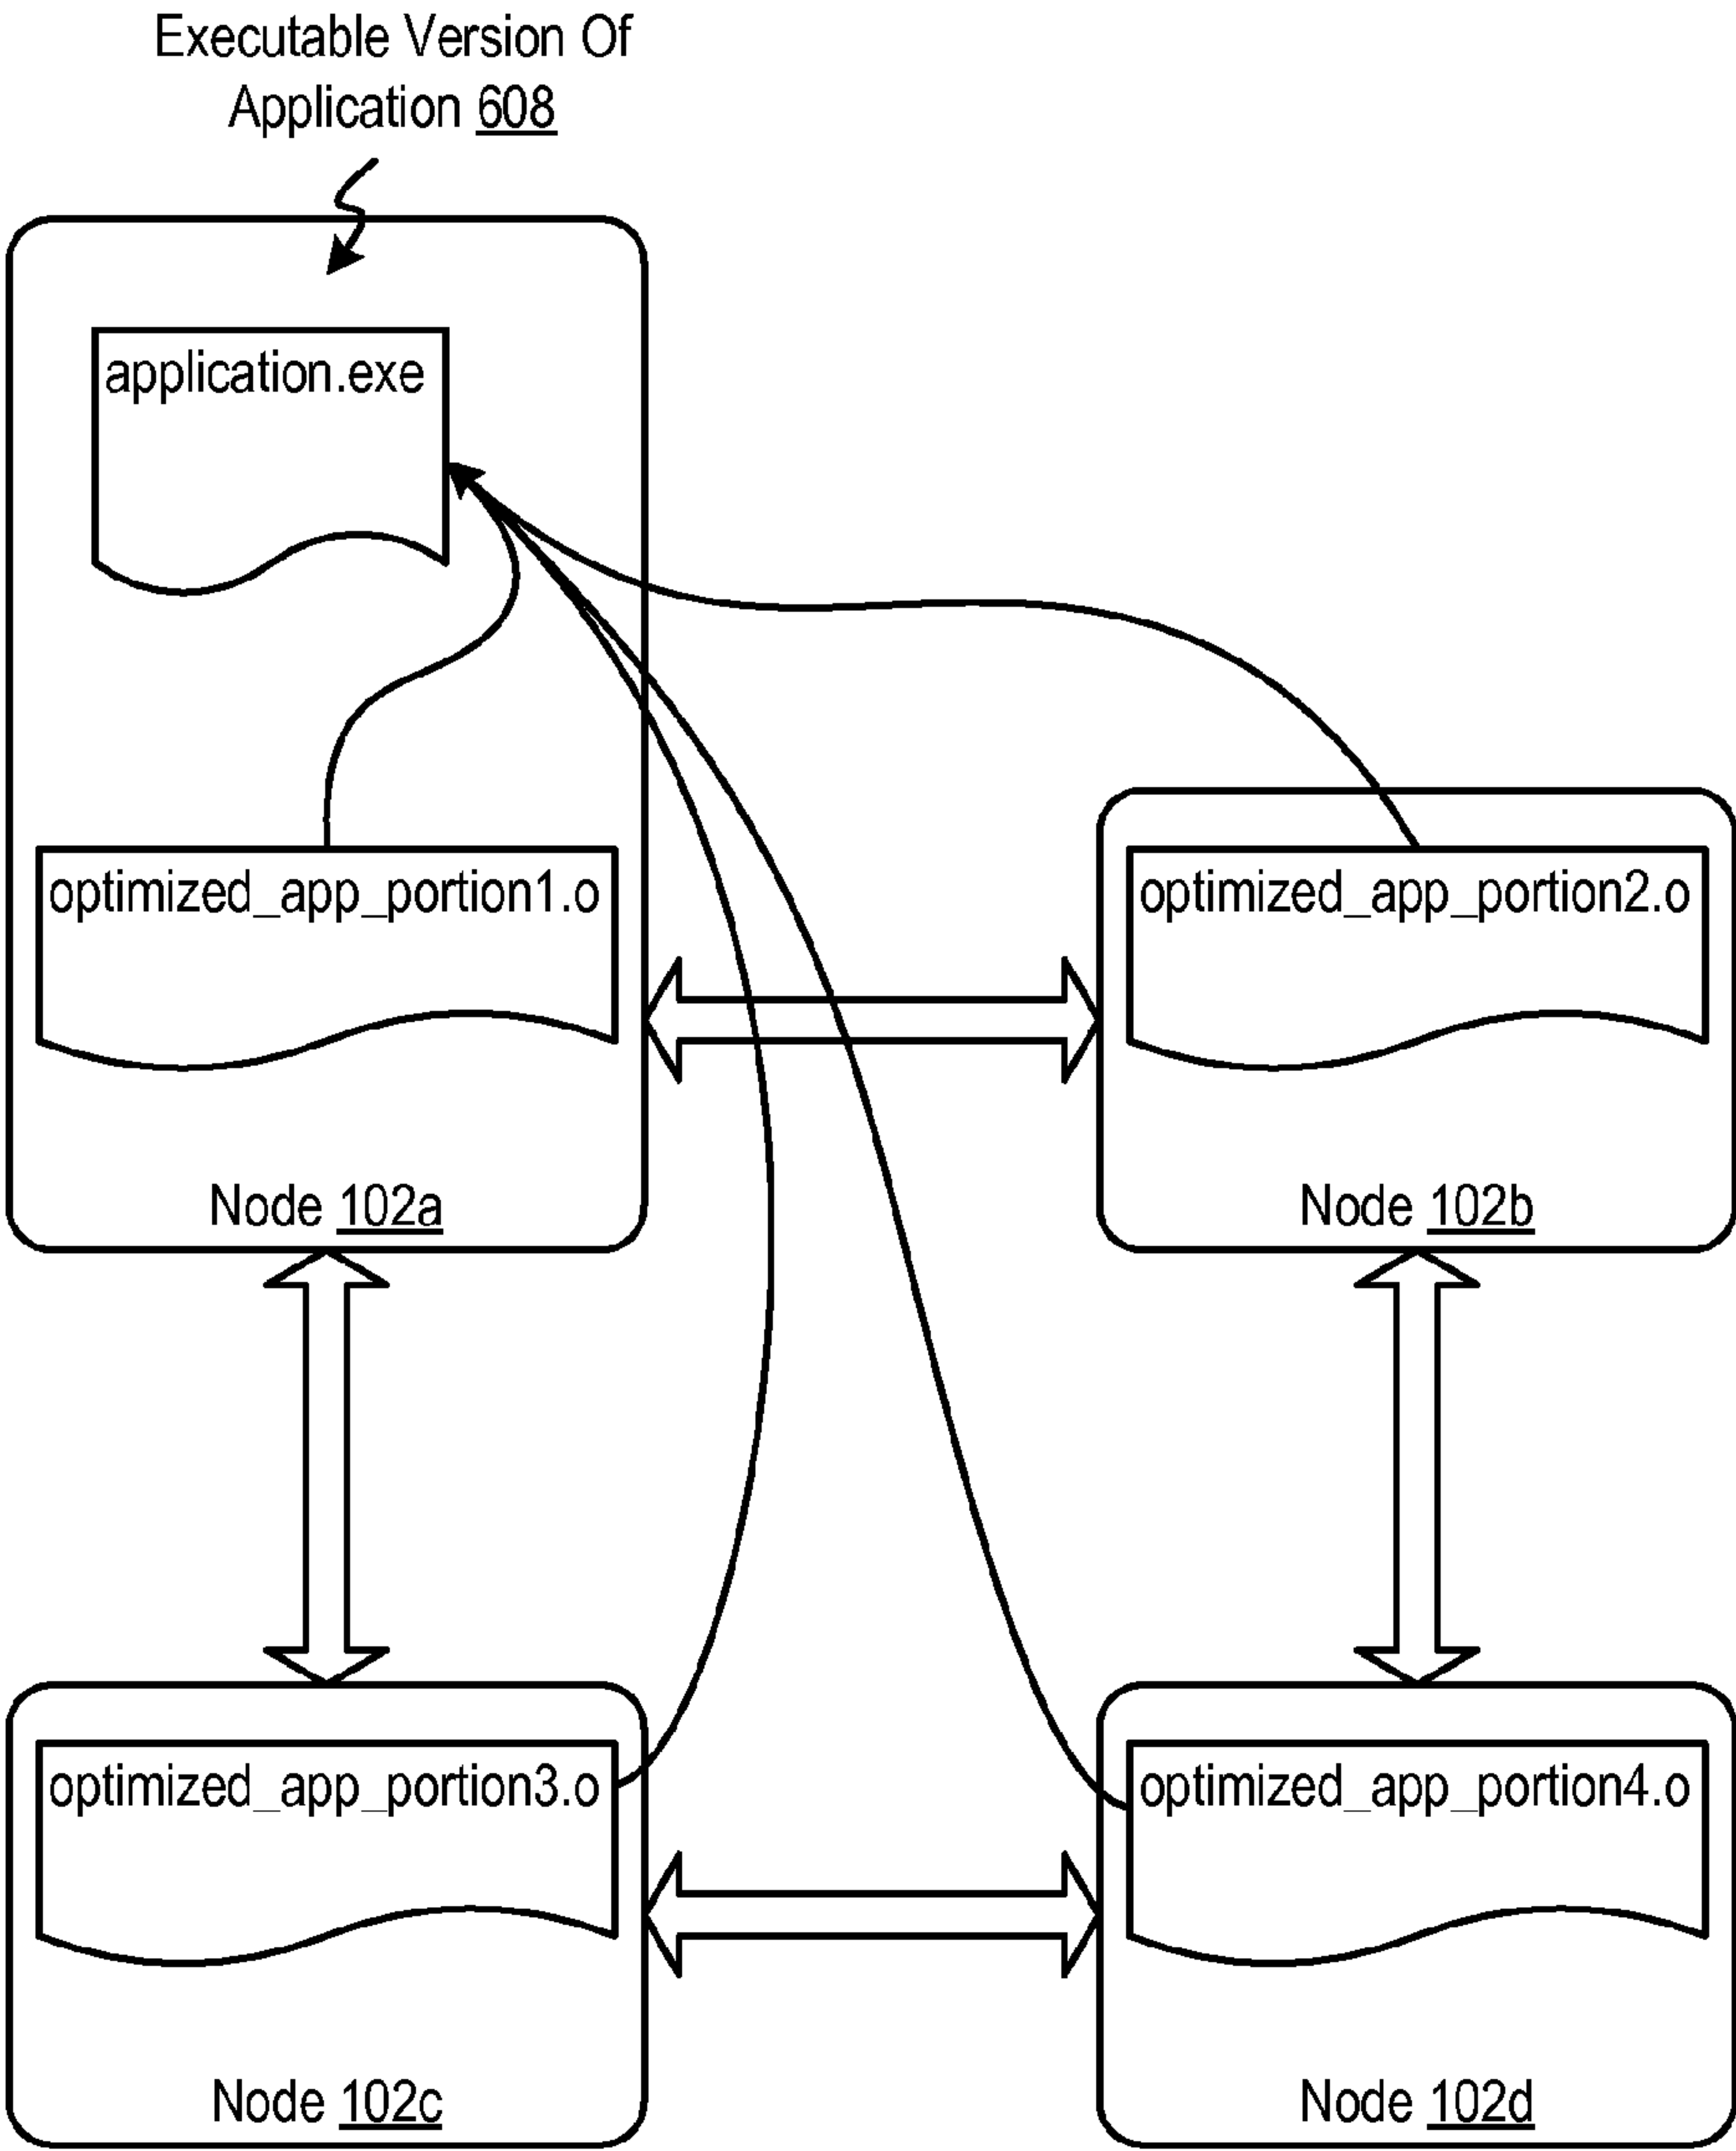 Executable Version Of
Application 608
application.exe
optimized_app_portion1.o
Node 102a
optimized_app_portion2.o
Node 102b
optimized_app_portion3.o
Node 102c
optimized_app_portion4.o
Node 102d